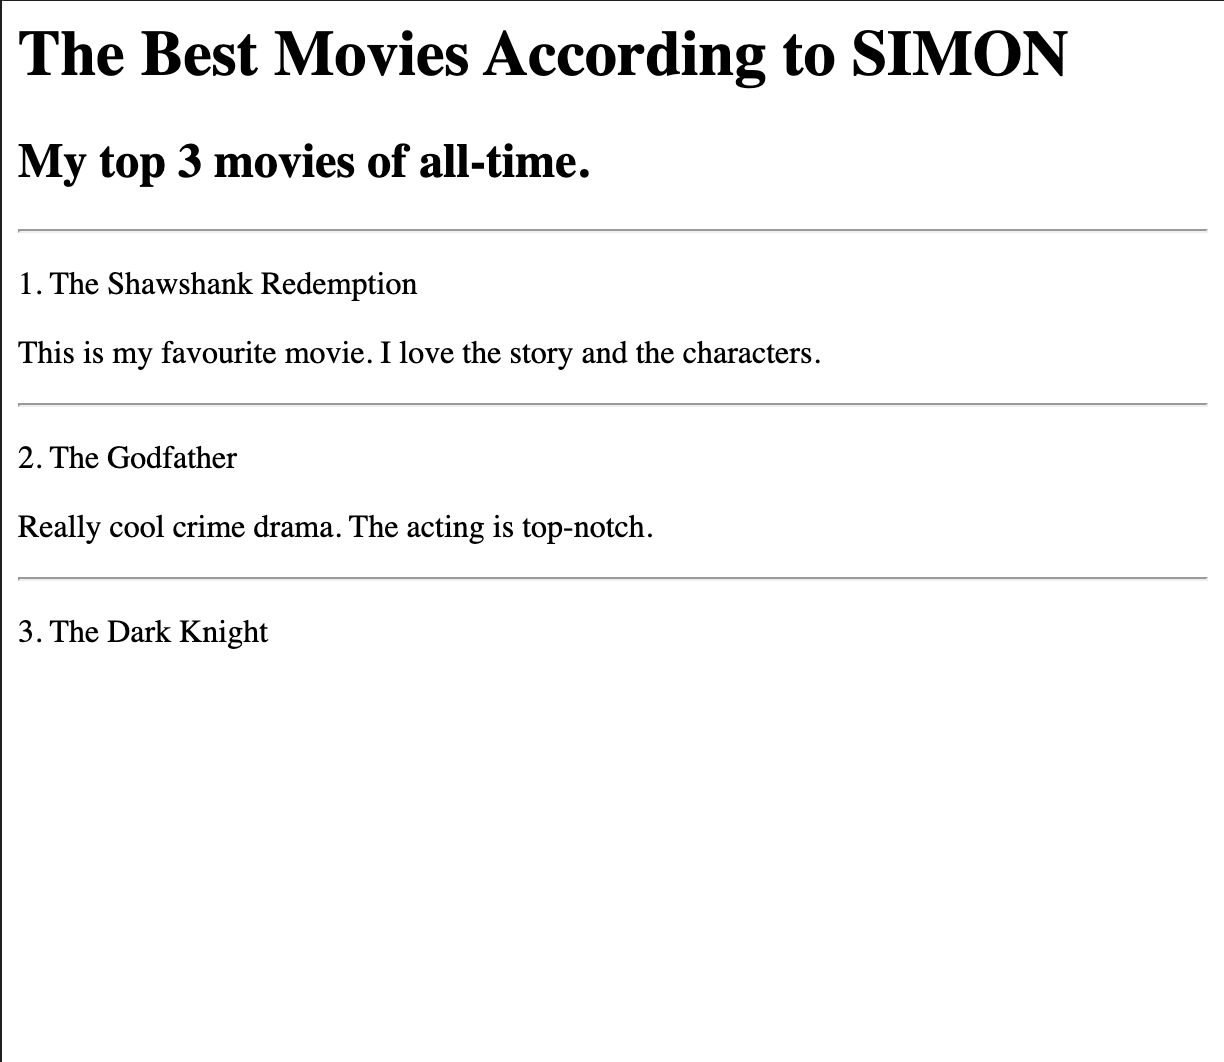 The Best Movies According to SIMON
My top 3 movies of all-time.
1. The Shawshank Redemption
This is my favourite movie. I love the story and the characters.
2. The Godfather
Really cool crime drama. The acting is top-notch.
3. The Dark Knight